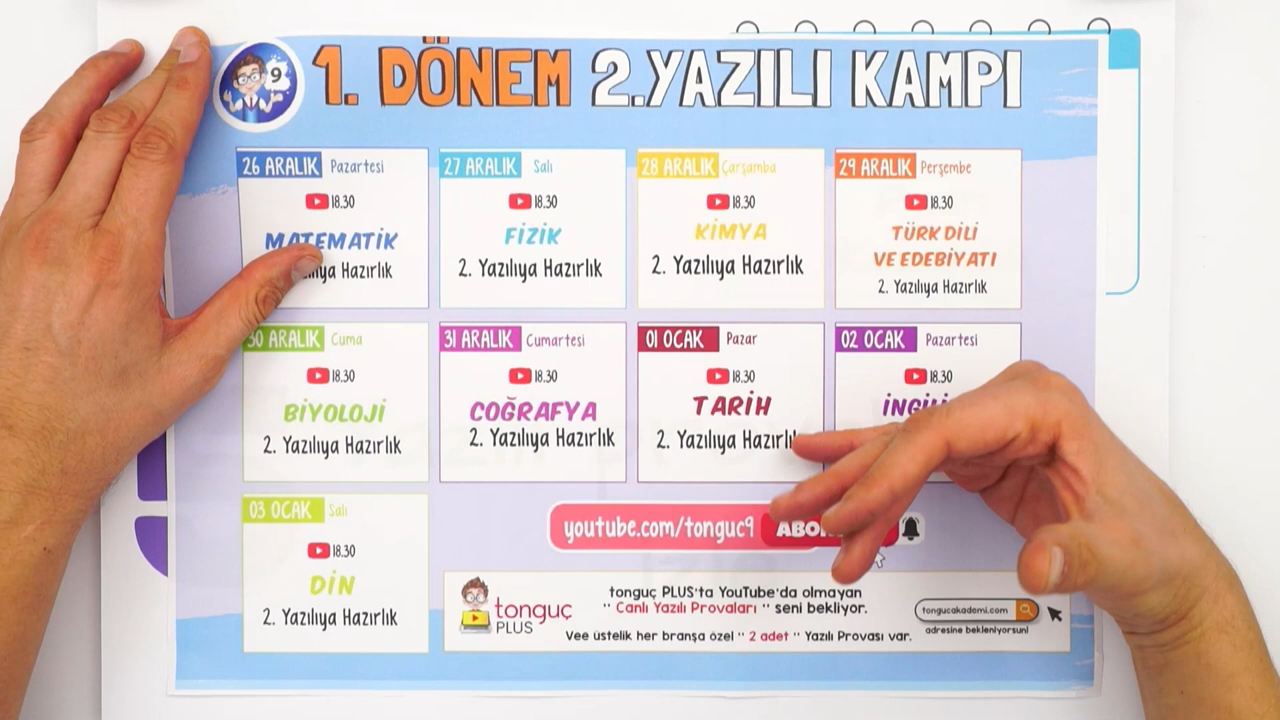 9
1. DÖNEM 2.YAZILI KAMPI
26 ARALIK Pazartesi
18.30
MATEMATİK
Hazırlık
27 ARALIK Salı
18.30
FİZİK
2. Yazılıya Hazırlık
28 ARALIK Çarşamba
18.30
KİMYA
2. Yazılıya Hazırlık
29 ARALIK Perşembe
18.30
TÜRK DİLİ
VE EDEBİYATI
2. Yazılıya Hazırlık
30 ARALIK Cuma
18.30
BİYOLOJİ
2. Yazılıya Hazırlık
31 ARALIK Cumartesi
18.30
COĞRAFYA
2. Yazılıya Hazırlık
01 OCAK Pazar
18.30
TARİH
2. Yazılıya Hazırlık
02 OCAK Pazartesi
18.30
03 OCAK Salı
18.30
DİN
2. Yazılıya Hazırlık
youtube.com/tonguc9
tonguç
PLUS
tonguç PLUS'ta YouTube'da olmayan
" Canlı Yazılı Provaları " seni bekliyor.
Vee üstelik her branşa özel " 2 adet " Yazılı Provası var.
tongucakademi.com
adresine bekleniyorsun!